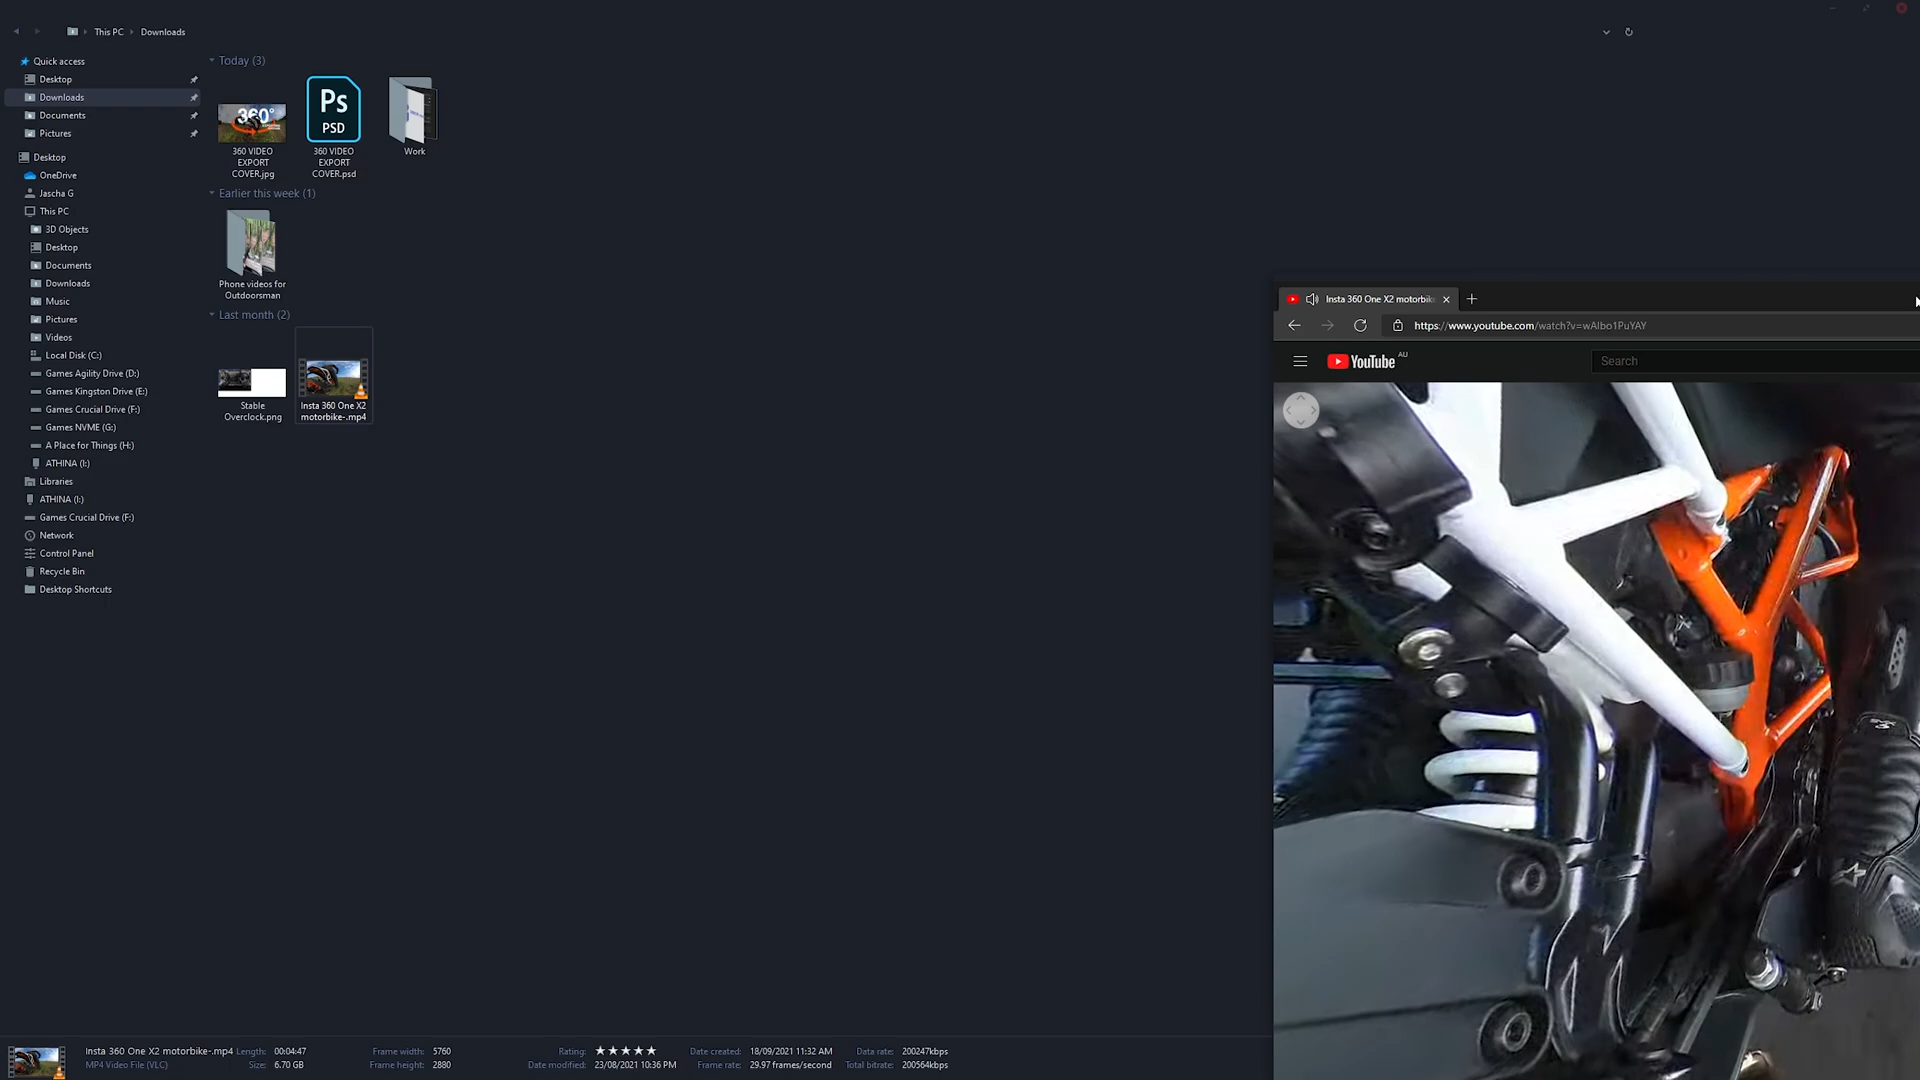 This PC
Downloads
Quick access
Desktop
Downloads
Documents
Pictures
Desktop
OneDrive
Jascha G
This PC
3D Objects
Desktop
Documents
Downloads
Music
Pictures
Videos
Local Disk (C:)
Games Agility Drive (D:)
Games Kingston Drive (E:)
Games Crucial Drive (F:)
Games NVME (G:)
A Place for Things (H:)
ATHINA (I:)
Libraries
ATHINA (I:)
Games Crucial Drive (F:)
Network
Control Panel
Recycle Bin
Desktop Shortcuts
Today (3)
360°
360 VIDEO
EXPORT
COVER.jpg
Ps
PSD
360 VIDEO
EXPORT
COVER.psd
Work
Earlier this week (1)
Phone videos for
Outdoorsman
Last month (2)
Stable
Overclock.png
Insta 360 One X2
motorbike-.mp4
Insta 360 One X2 motorbike
https://www.youtube.com/watch?v=wAlbo1PuYAY
YouTube AU
Search
Insta 360 One X2 motorbike-.mp4
MP4 Video File (VLC)
Length: 00:04:47
Size: 6.70 GB
Frame width: 5760
Frame height: 2880
Rating: ★★★★★
Date modified: 23/08/2021 10:36 PM
Date created: 18/09/2021 11:32 AM
Frame rate: 29.97 frames/second
Data rate: 200247kbps
Total bitrate: 200564kbps